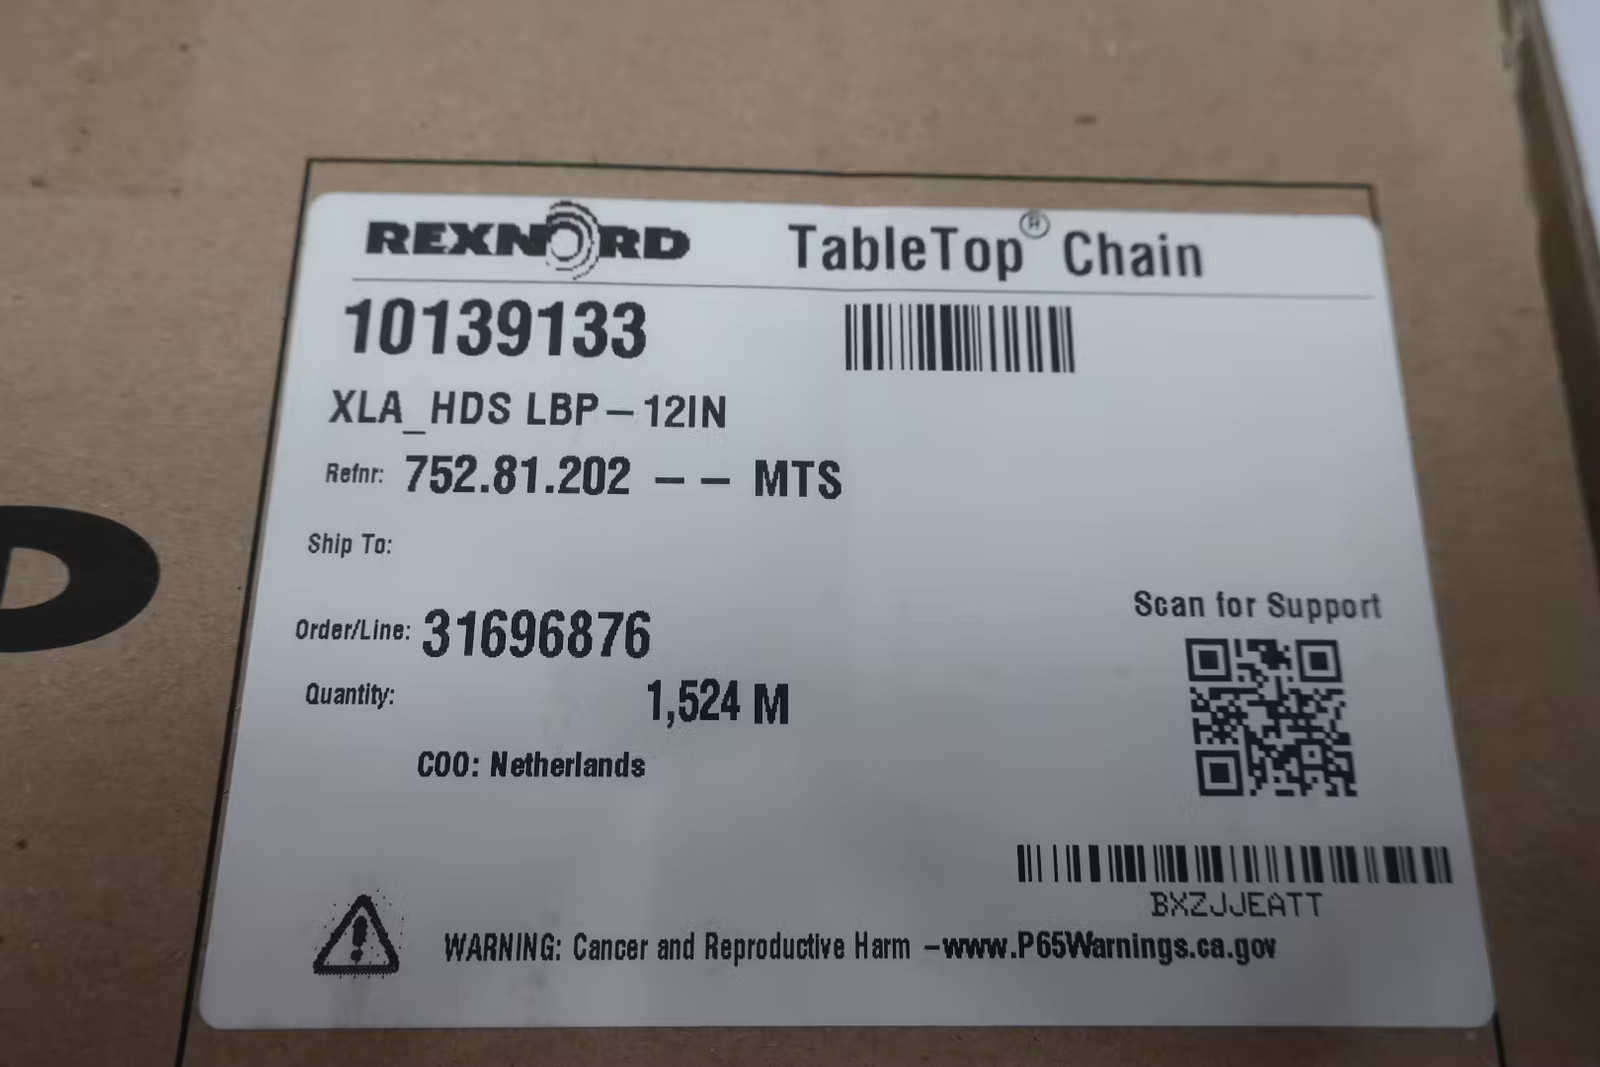 REXNORD TableTop® Chain
10139133
XLA_HDS LBP-12IN
Refnr: 752.81.202 -- MTS
Ship To:
Order/Line: 31696876
Quantity: 1,524 M
COO: Netherlands
Scan for Support
BXZJJEATT
WARNING: Cancer and Reproductive Harm -www.P65Warnings.ca.gov
D